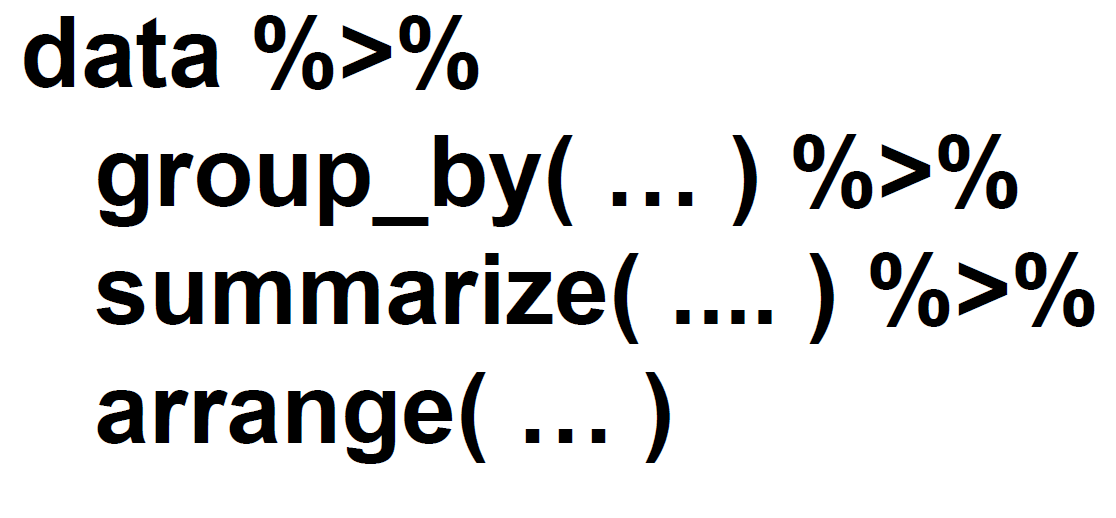 data %>%
group_by( … ) %>%
summarize( .... ) %>%
arrange( … )